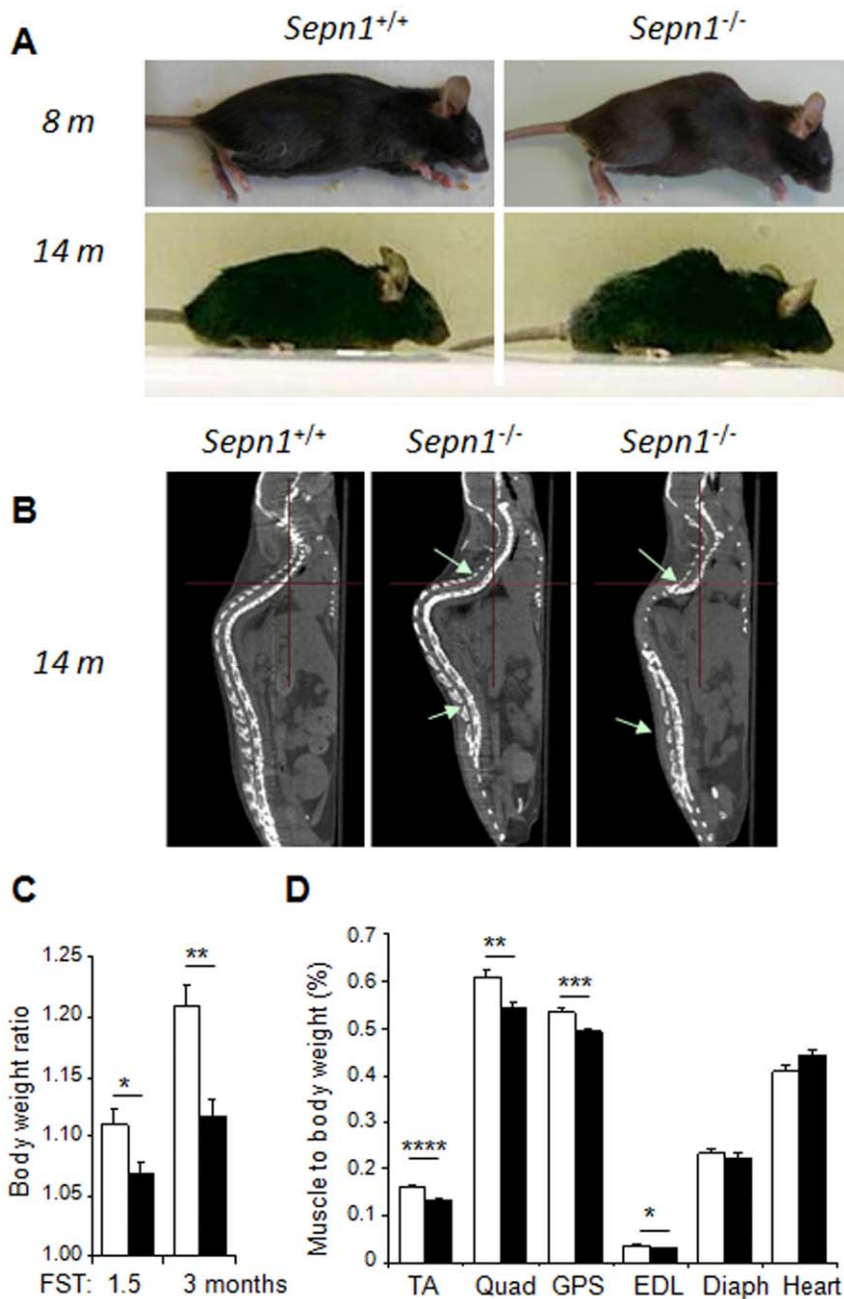 Sepn1+/+ Sepn1-/-
A
8 m
14 m
Sepn1+/+ Sepn1-/- Sepn1-/-
B
14 m
C
Body weight ratio
1.25
1.20
1.15
1.10
1.05
1.00
* **
FST: 1.5 3 months
D
Muscle to body weight (%)
0.7
0.6
0.5
0.4
0.3
0.2
0.1
0
**** ** *** *
TA Quad GPS EDL Diaph Heart